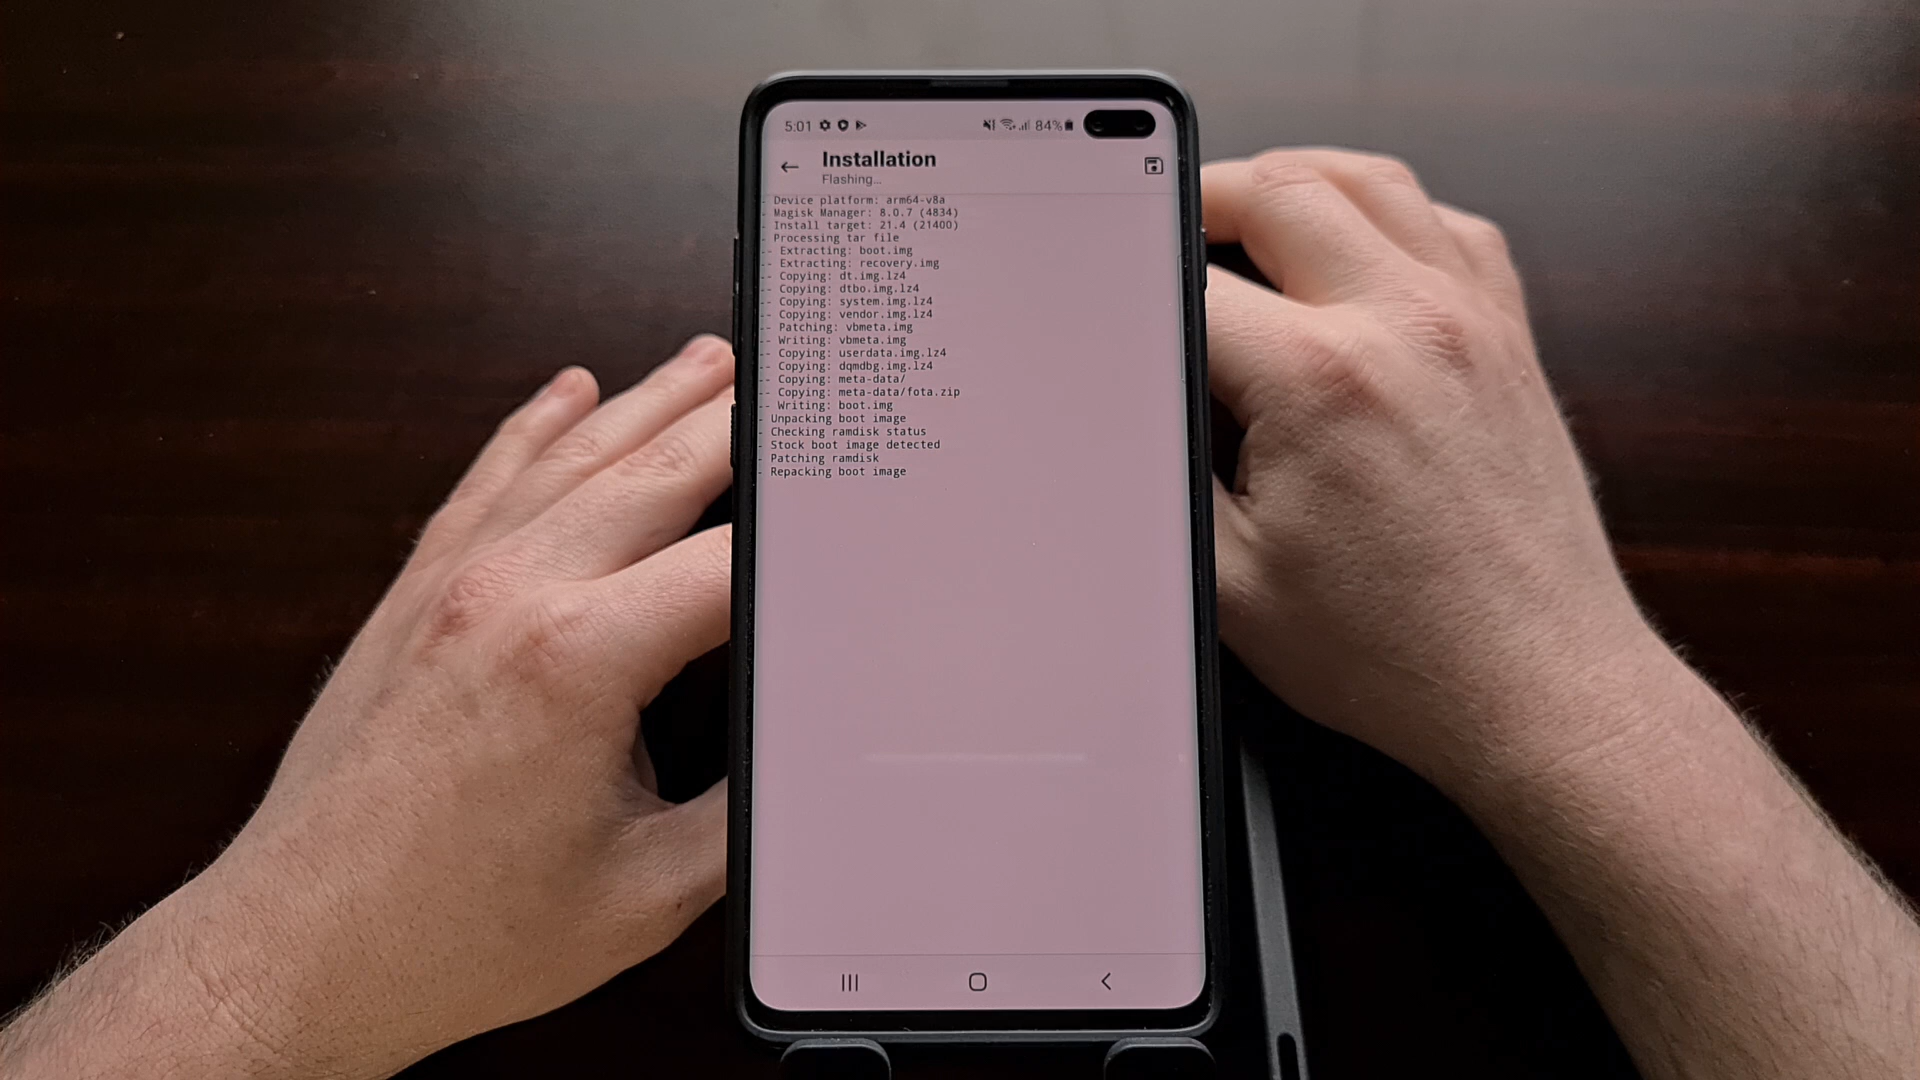 5:01 84%
Installation
Flashing...
- Device platform: arm64-v8a
- Magisk Manager: 8.0.7 (4834)
- Install target: 21.4 (21400)
- Processing tar file
-- Extracting: boot.img
-- Extracting: recovery.img
-- Copying: dt.img.lz4
-- Copying: dtbo.img.lz4
-- Copying: system.img.lz4
-- Copying: vendor.img.lz4
-- Patching: vbmeta.img
-- Writing: vbmeta.img
-- Copying: userdata.img.lz4
-- Copying: dqmdbg.img.lz4
-- Copying: meta-data/
-- Copying: meta-data/fota.zip
-- Writing: boot.img
- Unpacking boot image
- Checking ramdisk status
- Stock boot image detected
- Patching ramdisk
- Repacking boot image